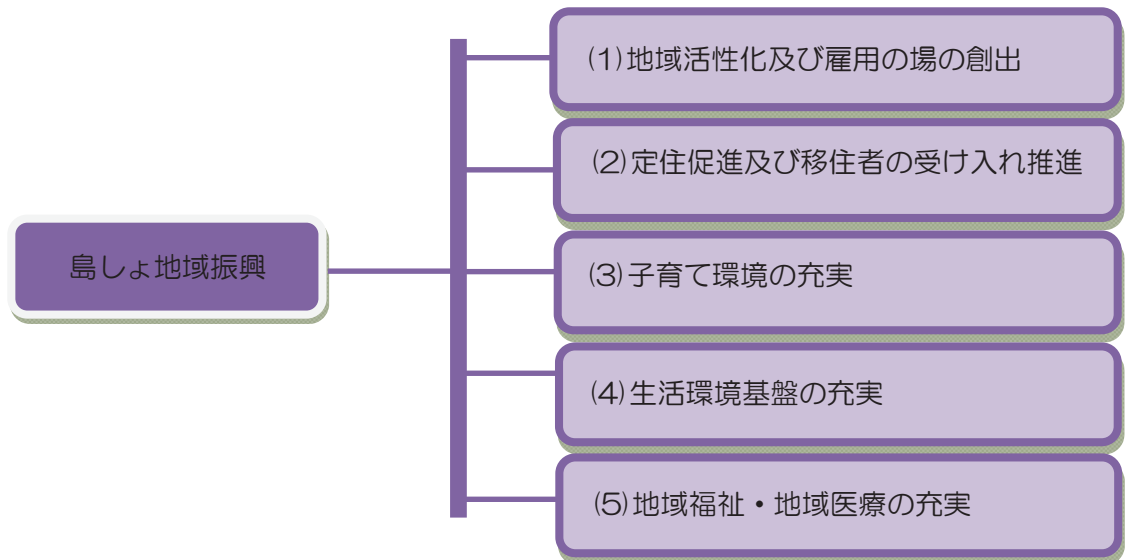 島しょ地域振興
(1)地域活性化及び雇用の場の創出
(2)定住促進及び移住者の受け入れ推進
(3)子育て環境の充実
(4)生活環境基盤の充実
(5)地域福祉・地域医療の充実